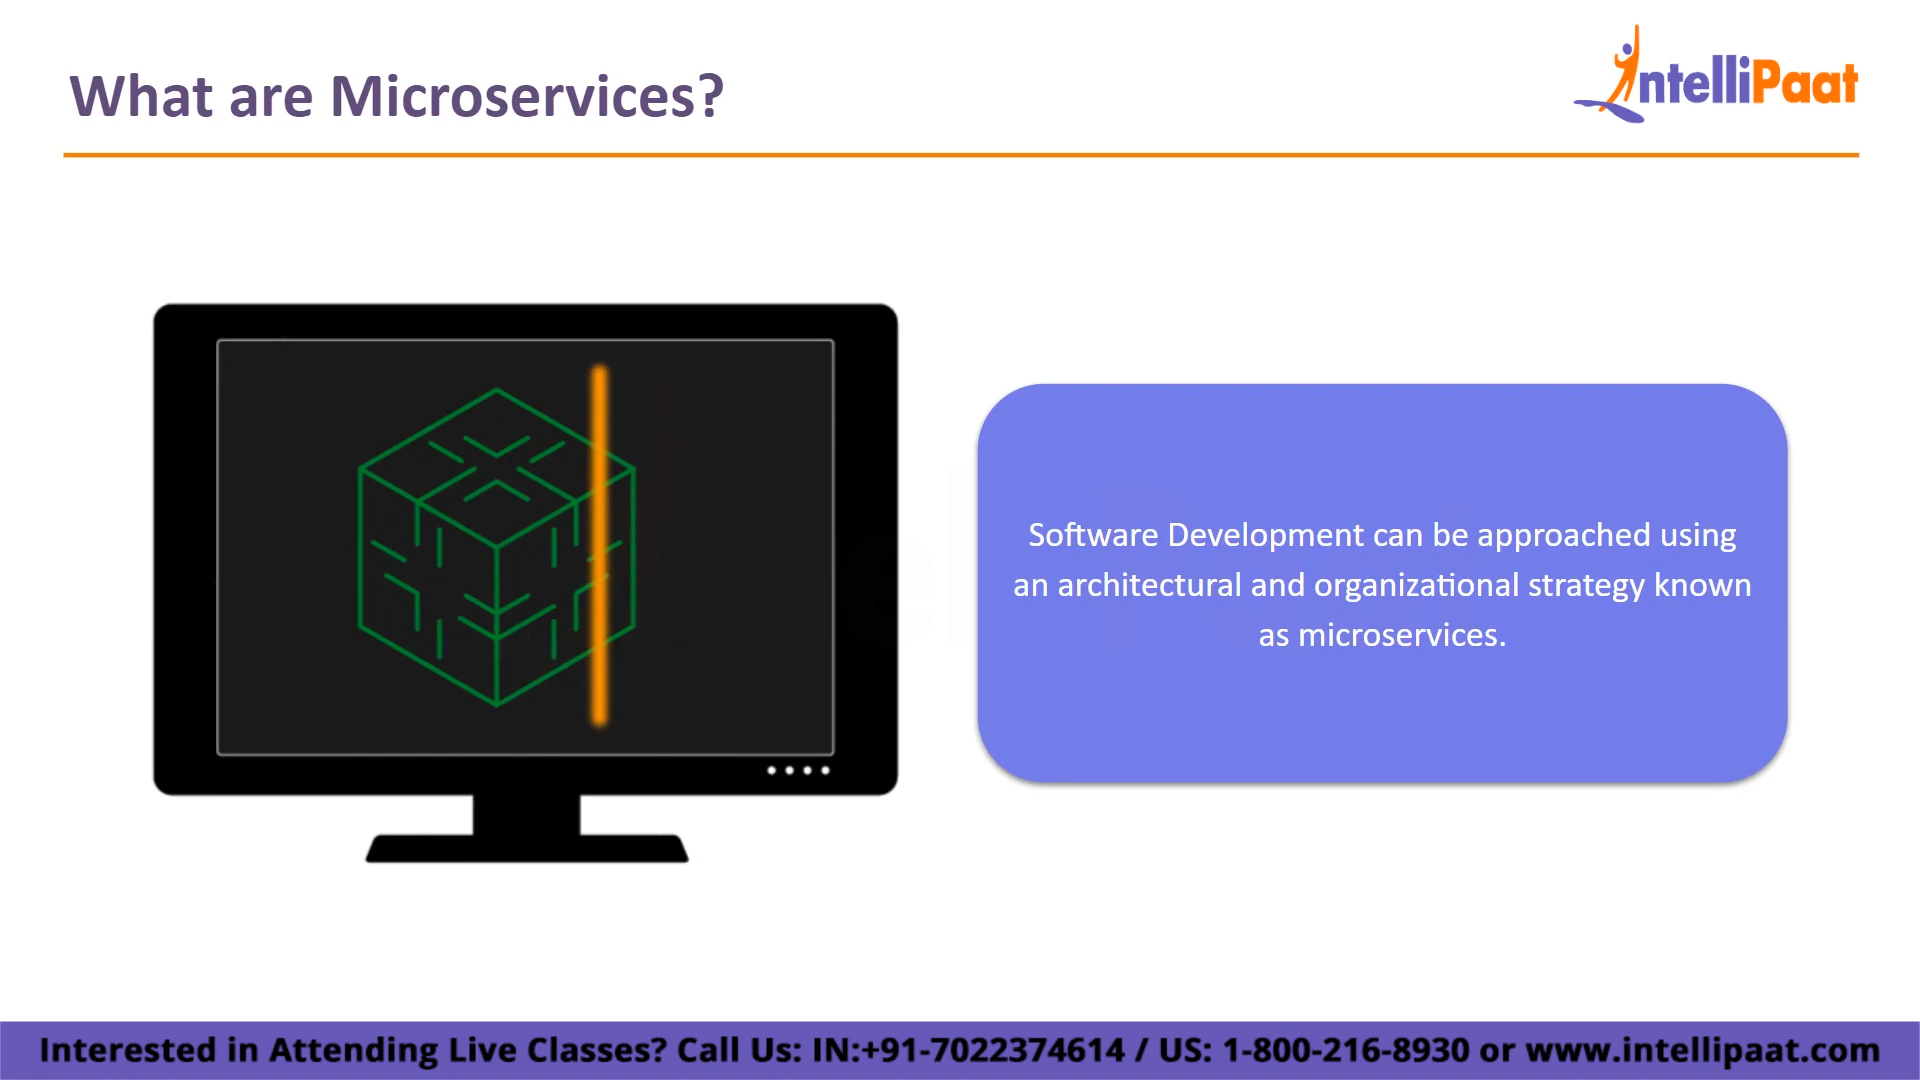 What are Microservices?
IntelliPaat
Software Development can be approached using
an architectural and organizational strategy known
as microservices.
Interested in Attending Live Classes? Call Us: IN:+91-7022374614 / US: 1-800-216-8930 or www.intellipaat.com